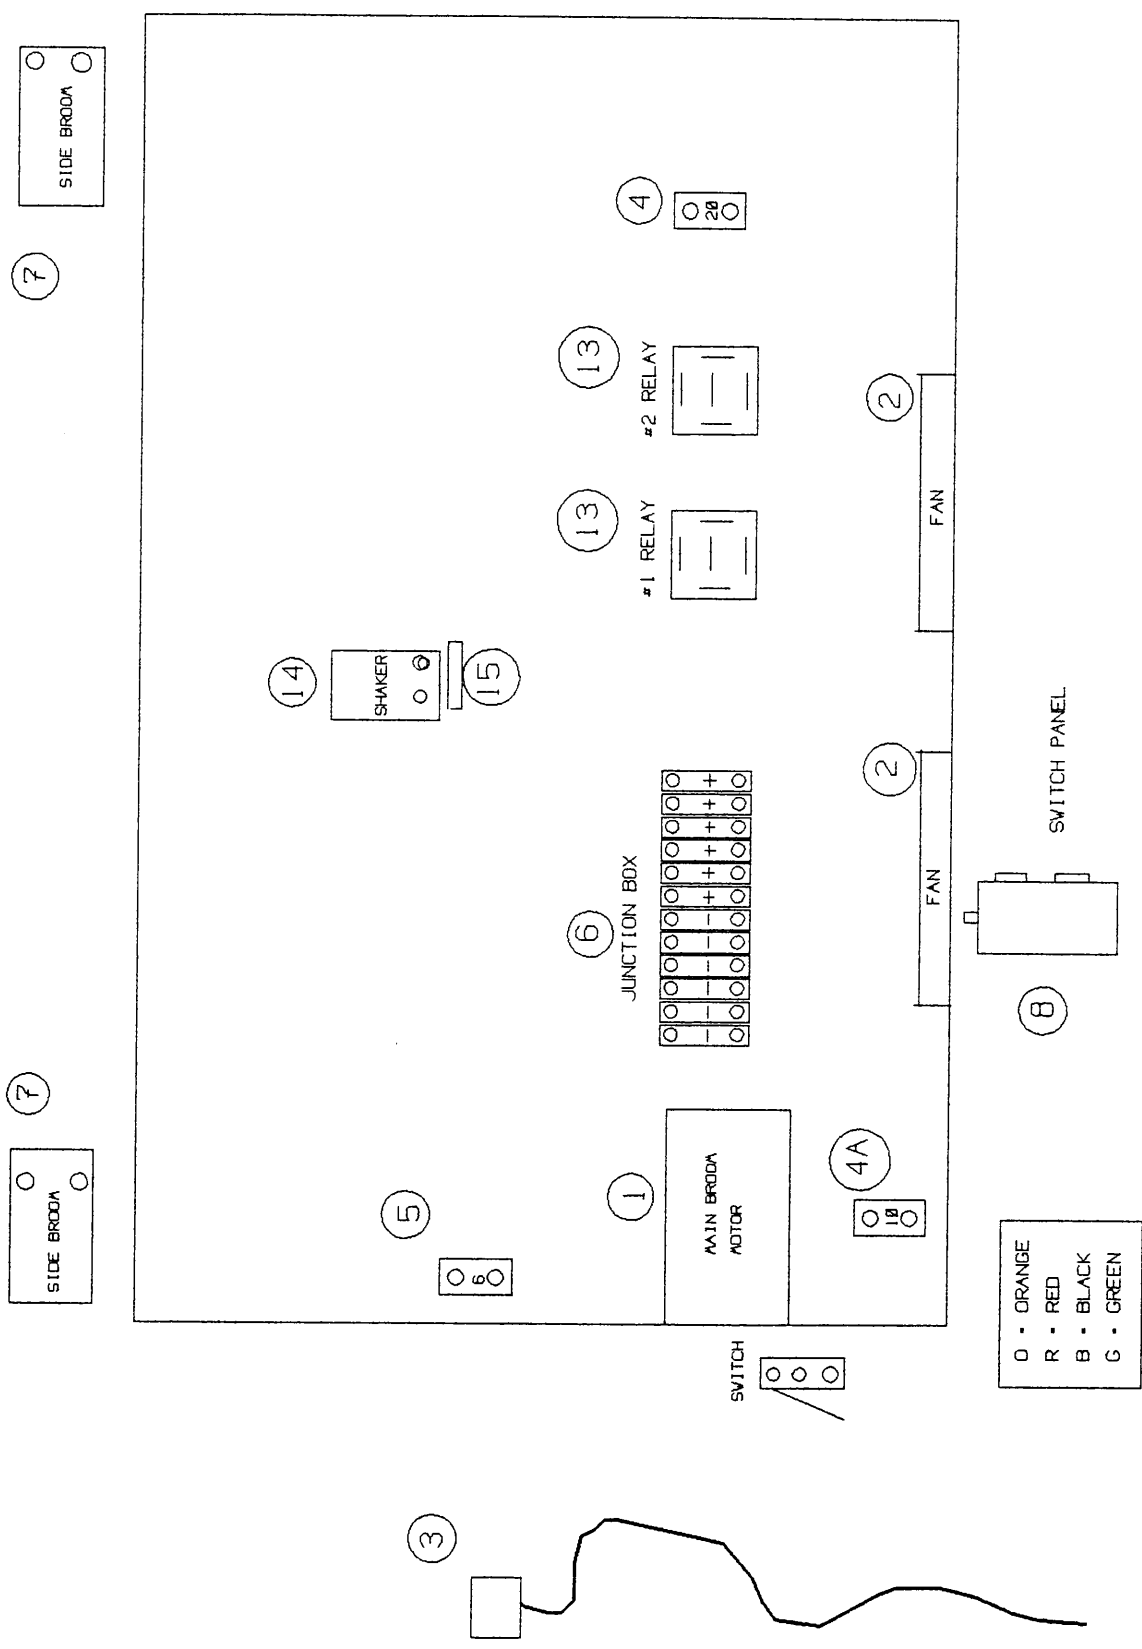 7
7
SIDE BROOM
SIDE BROOM
14
SHAKER
3
5
6
15
13
13
6
JUNCTION BOX
1
#1 RELAY
#2 RELAY
4
- - - - - - + + + + + +
20
MAIN BROOM
MOTOR
SWITCH
4A
10
2
2
FAN
FAN
8
SWITCH PANEL
O - ORANGE
R - RED
B - BLACK
G - GREEN